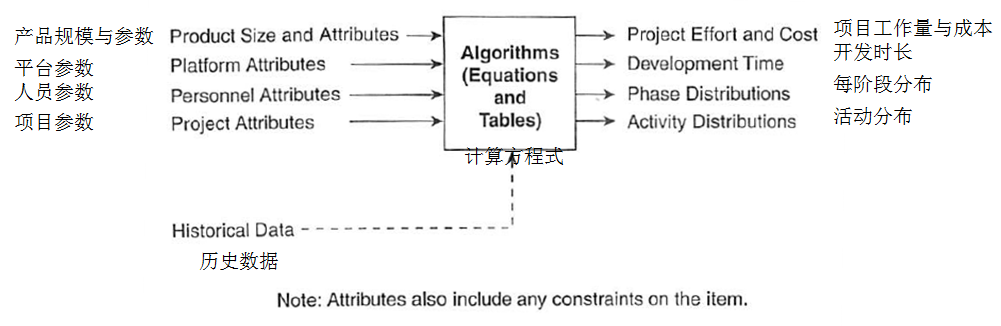 产品规模与参数 Product Size and Attributes
平台参数 Platform Attributes
人员参数 Personnel Attributes
项目参数 Project Attributes
Algorithms
(Equations
and
Tables)
计算方程式
Project Effort and Cost 项目工作量与成本
Development Time 开发时长
Phase Distributions 每阶段分布
Activity Distributions 活动分布
Historical Data
历史数据
Note: Attributes also include any constraints on the item.